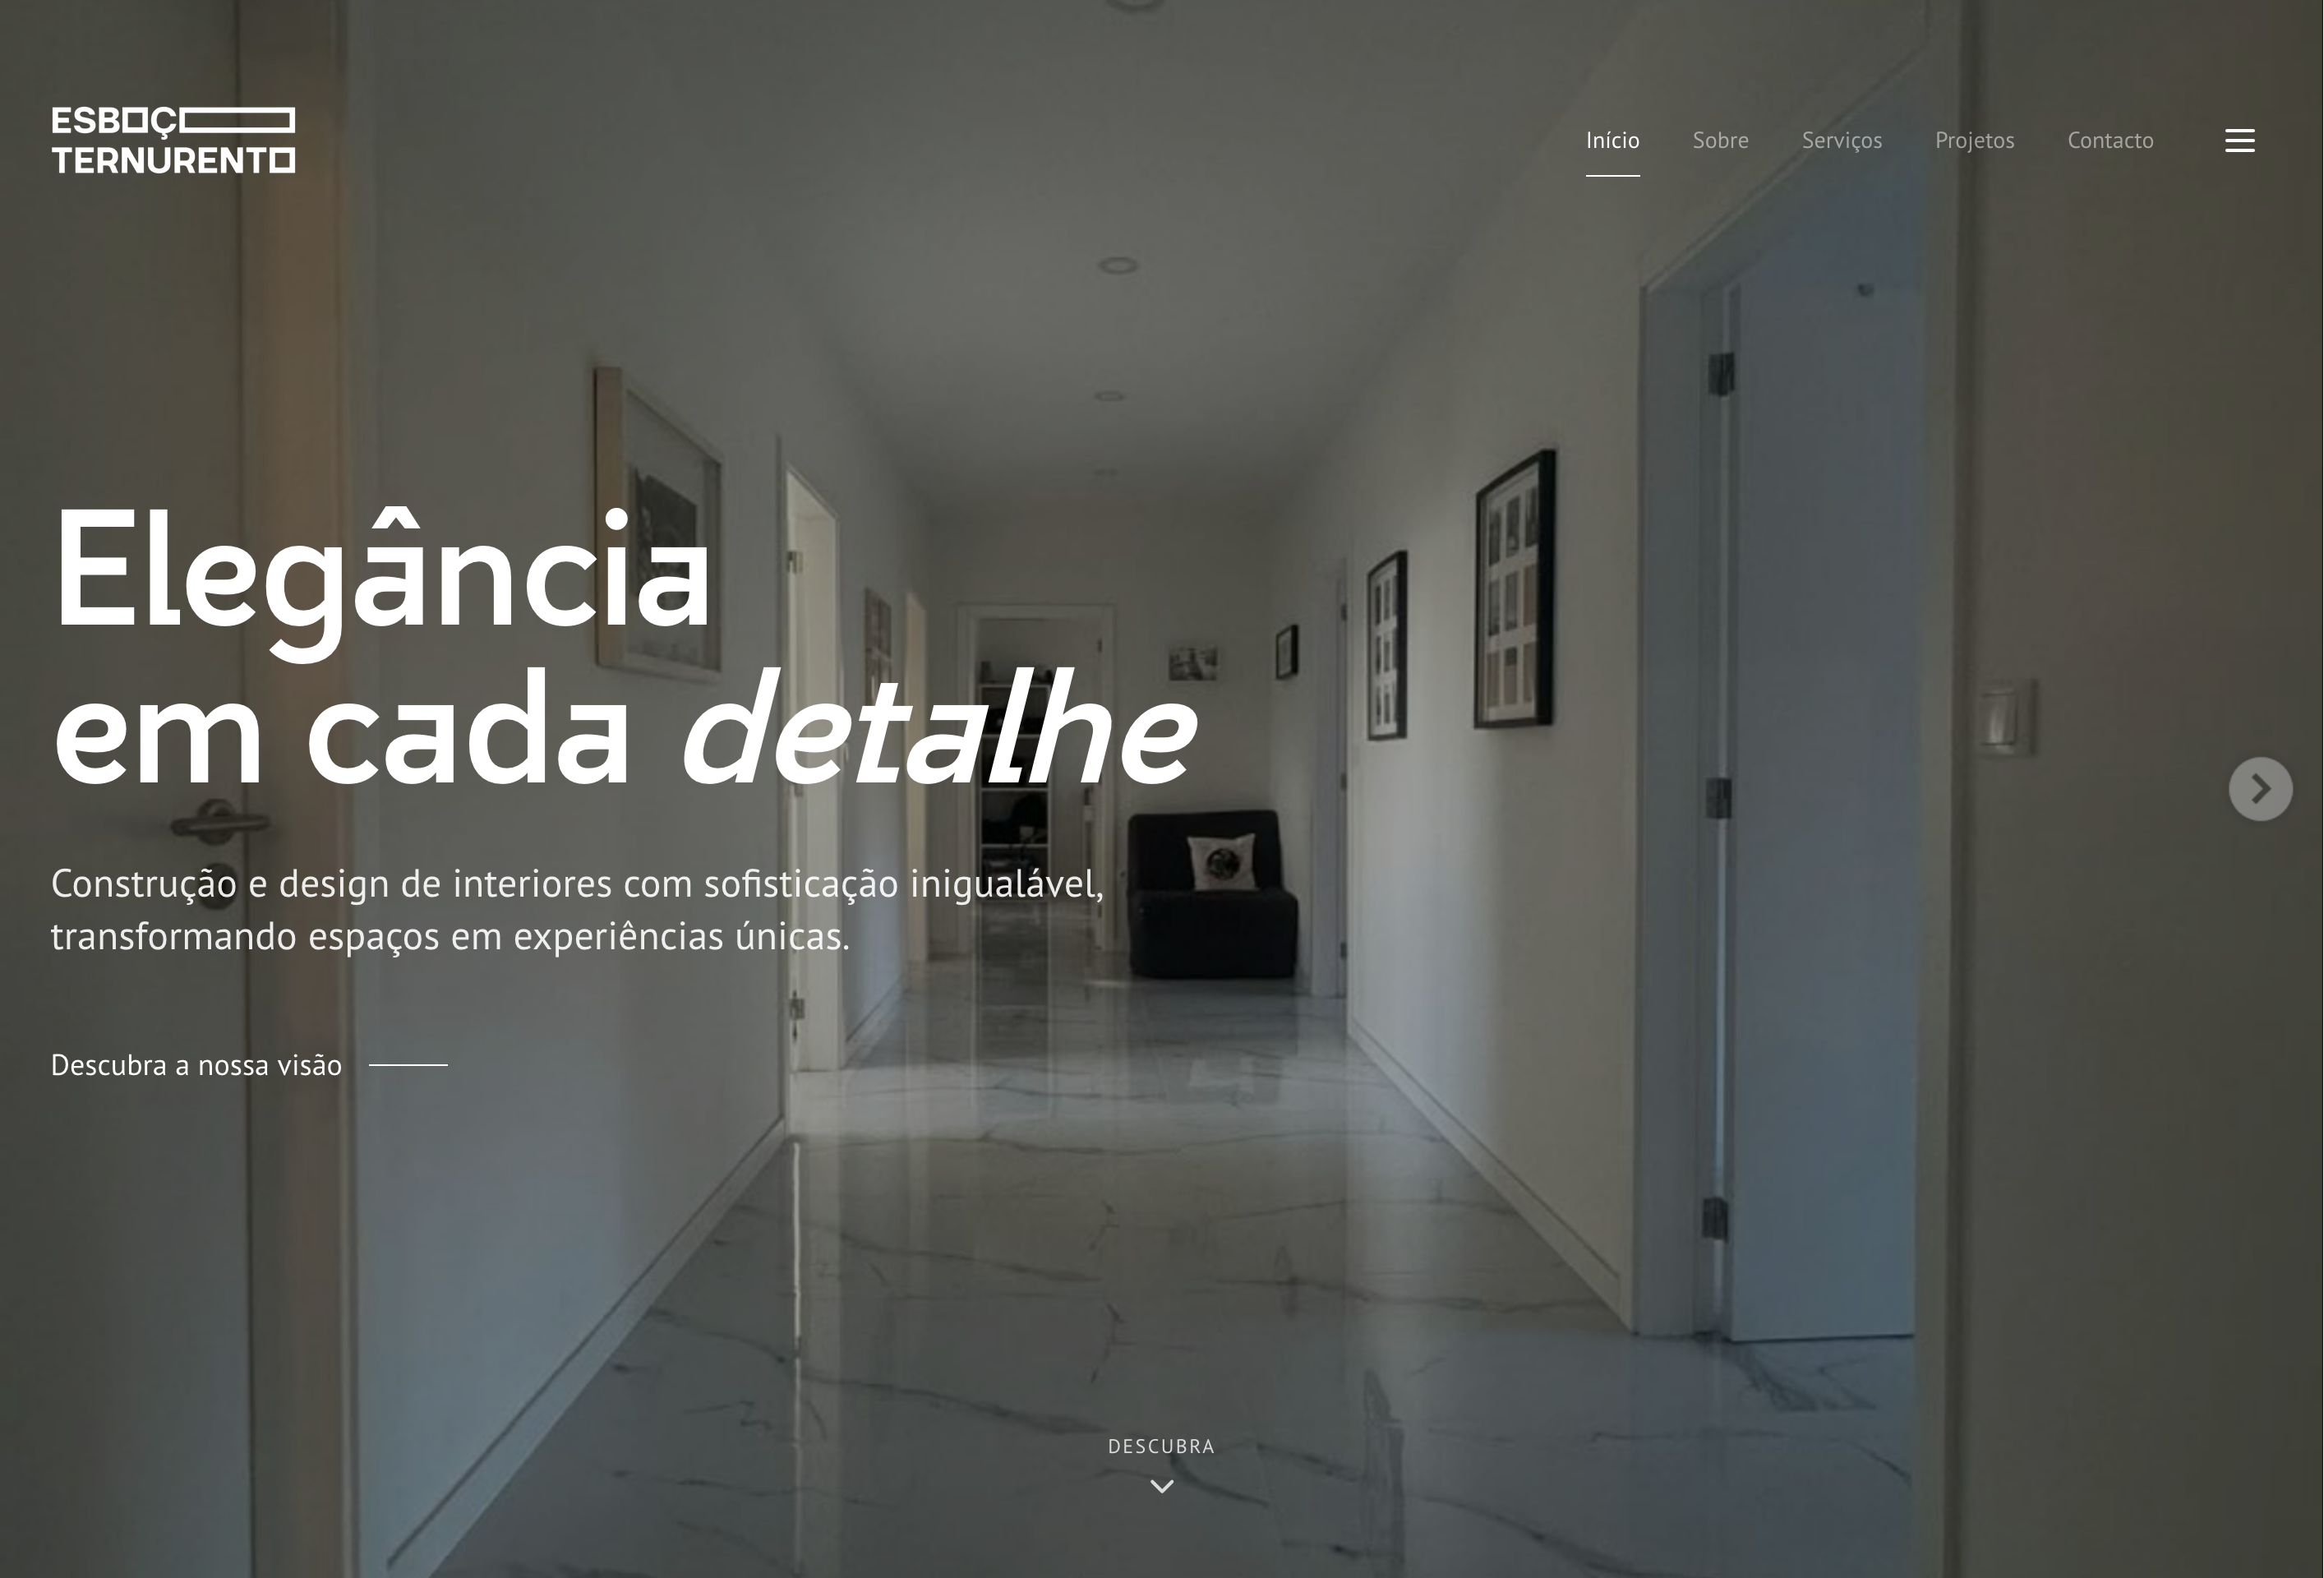 ESBOÇO
TERNURENTO
Início Sobre Serviços Projetos Contacto
Elegância
em cada detalhe
Construção e design de interiores com sofisticação inigualável,
transformando espaços em experiências únicas.
Descubra a nossa visão
DESCUBRA